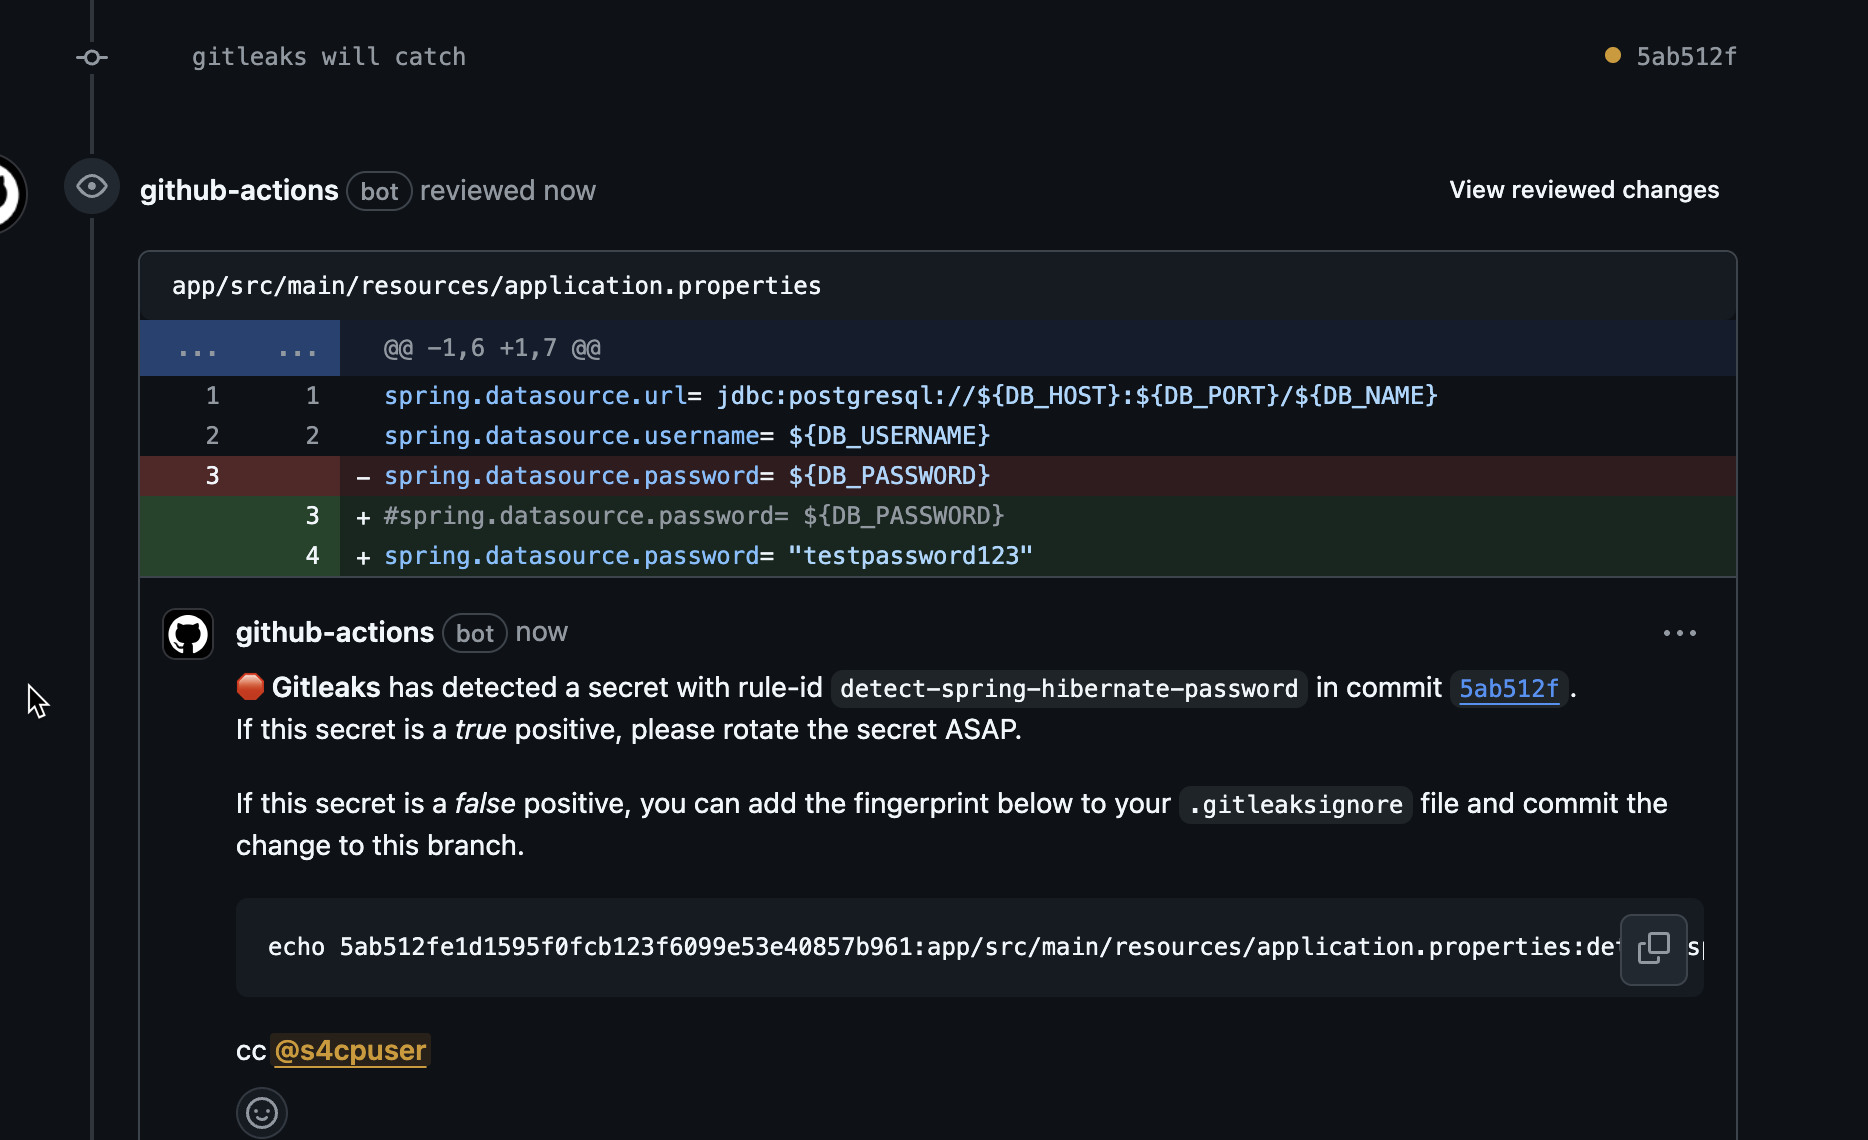 gitleaks will catch
5ab512f
github-actions bot reviewed now
View reviewed changes
app/src/main/resources/application.properties
... ... @@ -1,6 +1,7 @@
1 1 spring.datasource.url= jdbc:postgresql://${DB_HOST}:${DB_PORT}/${DB_NAME}
2 2 spring.datasource.username= ${DB_USERNAME}
3 - spring.datasource.password= ${DB_PASSWORD}
3 + #spring.datasource.password= ${DB_PASSWORD}
4 + spring.datasource.password= "testpassword123"
github-actions bot now
Gitleaks has detected a secret with rule-id detect-spring-hibernate-password in commit 5ab512f.
If this secret is a true positive, please rotate the secret ASAP.
If this secret is a false positive, you can add the fingerprint below to your .gitleaksignore file and commit the
change to this branch.
echo 5ab512fe1d1595f0fcb123f6099e53e40857b961:app/src/main/resources/application.properties:de
cc @s4cpuser